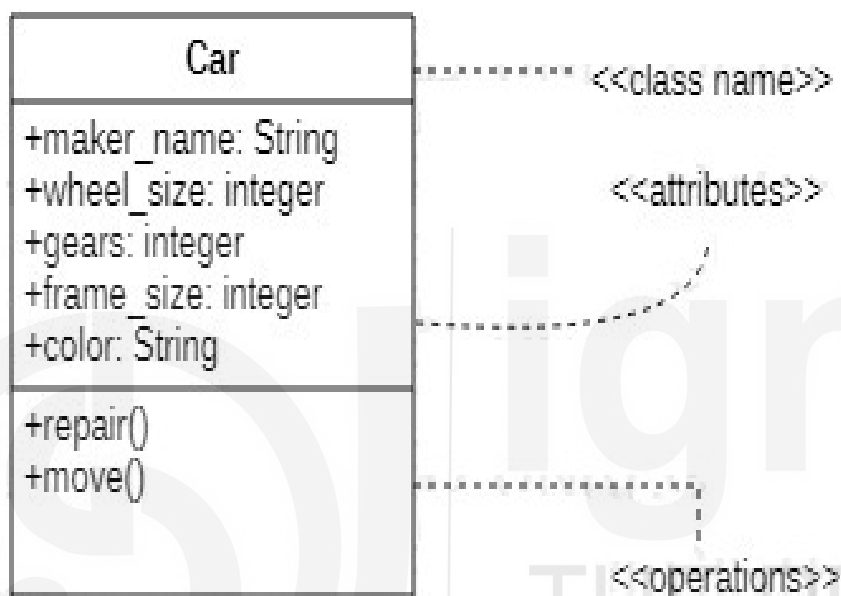 Car
<<class name>>
+maker_name: String
+wheel_size: integer
<<attributes>>
+gears: integer
+frame_size: integer
+color: String
+repair()
+move()
<<operations>>